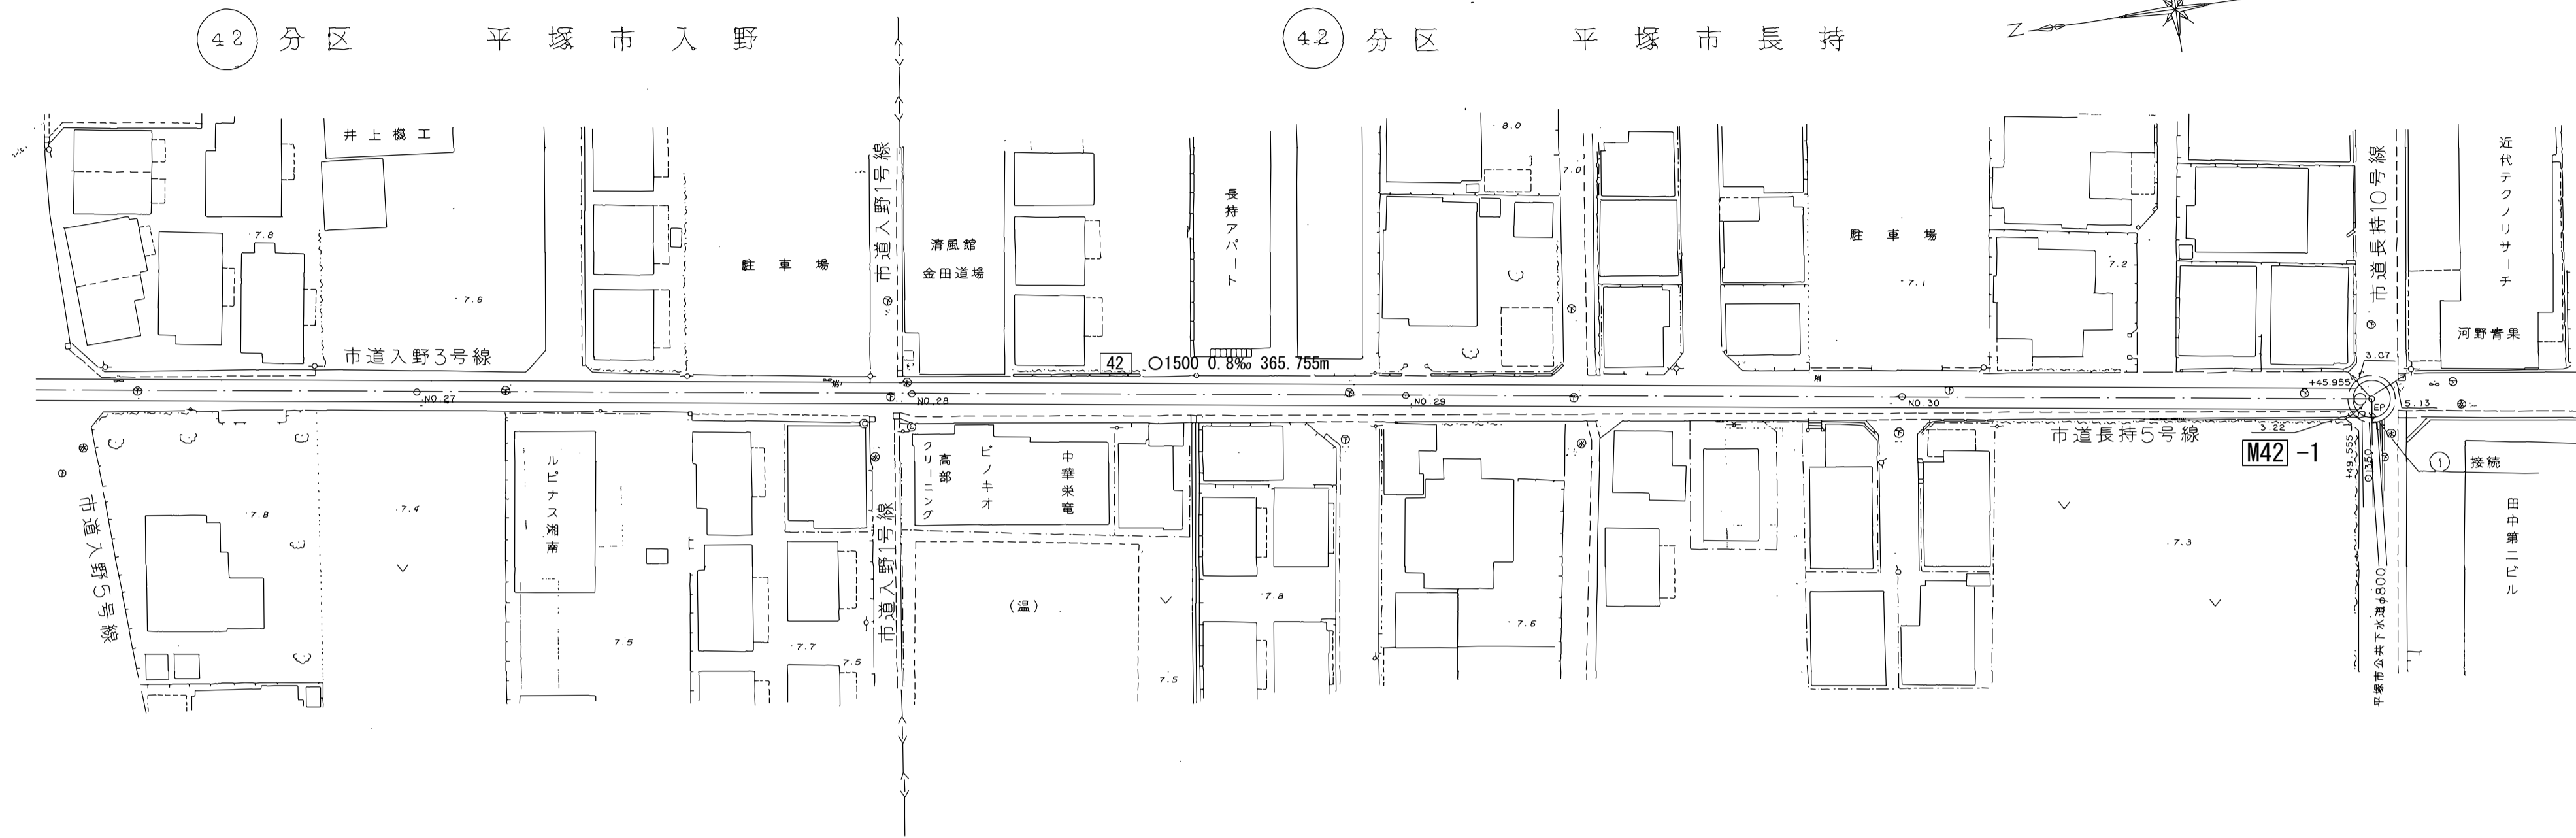 42 分区 平塚市入野
42 分区 平塚市長持
Z
井上機工
7.8
7.6
駐車場
市道入野1号線
清風館
金田道場
長持アパート
8.0
7.0
駐車場
7.1
7.2
市道長持10号線
近代テクノリサーチ
河野青果
市道入野3号線
42 ○1500 0.8‰ 365.755m
3.07
+45.955
NO.27
NO.28
NO.29
NO.30
EP
5.13
3.22
市道長持5号線
M42 -1
+49.555
○1350
1 接続
市道入野5号線
7.8
7.4
ルピナス湘南
7.5
7.7
7.5
市道入野1号線
高部
クリーニング
ピノキオ
中華栄竜
(温)
7.5
7.8
7.6
7.3
平塚市公共下水道φ800
田中第二ビル